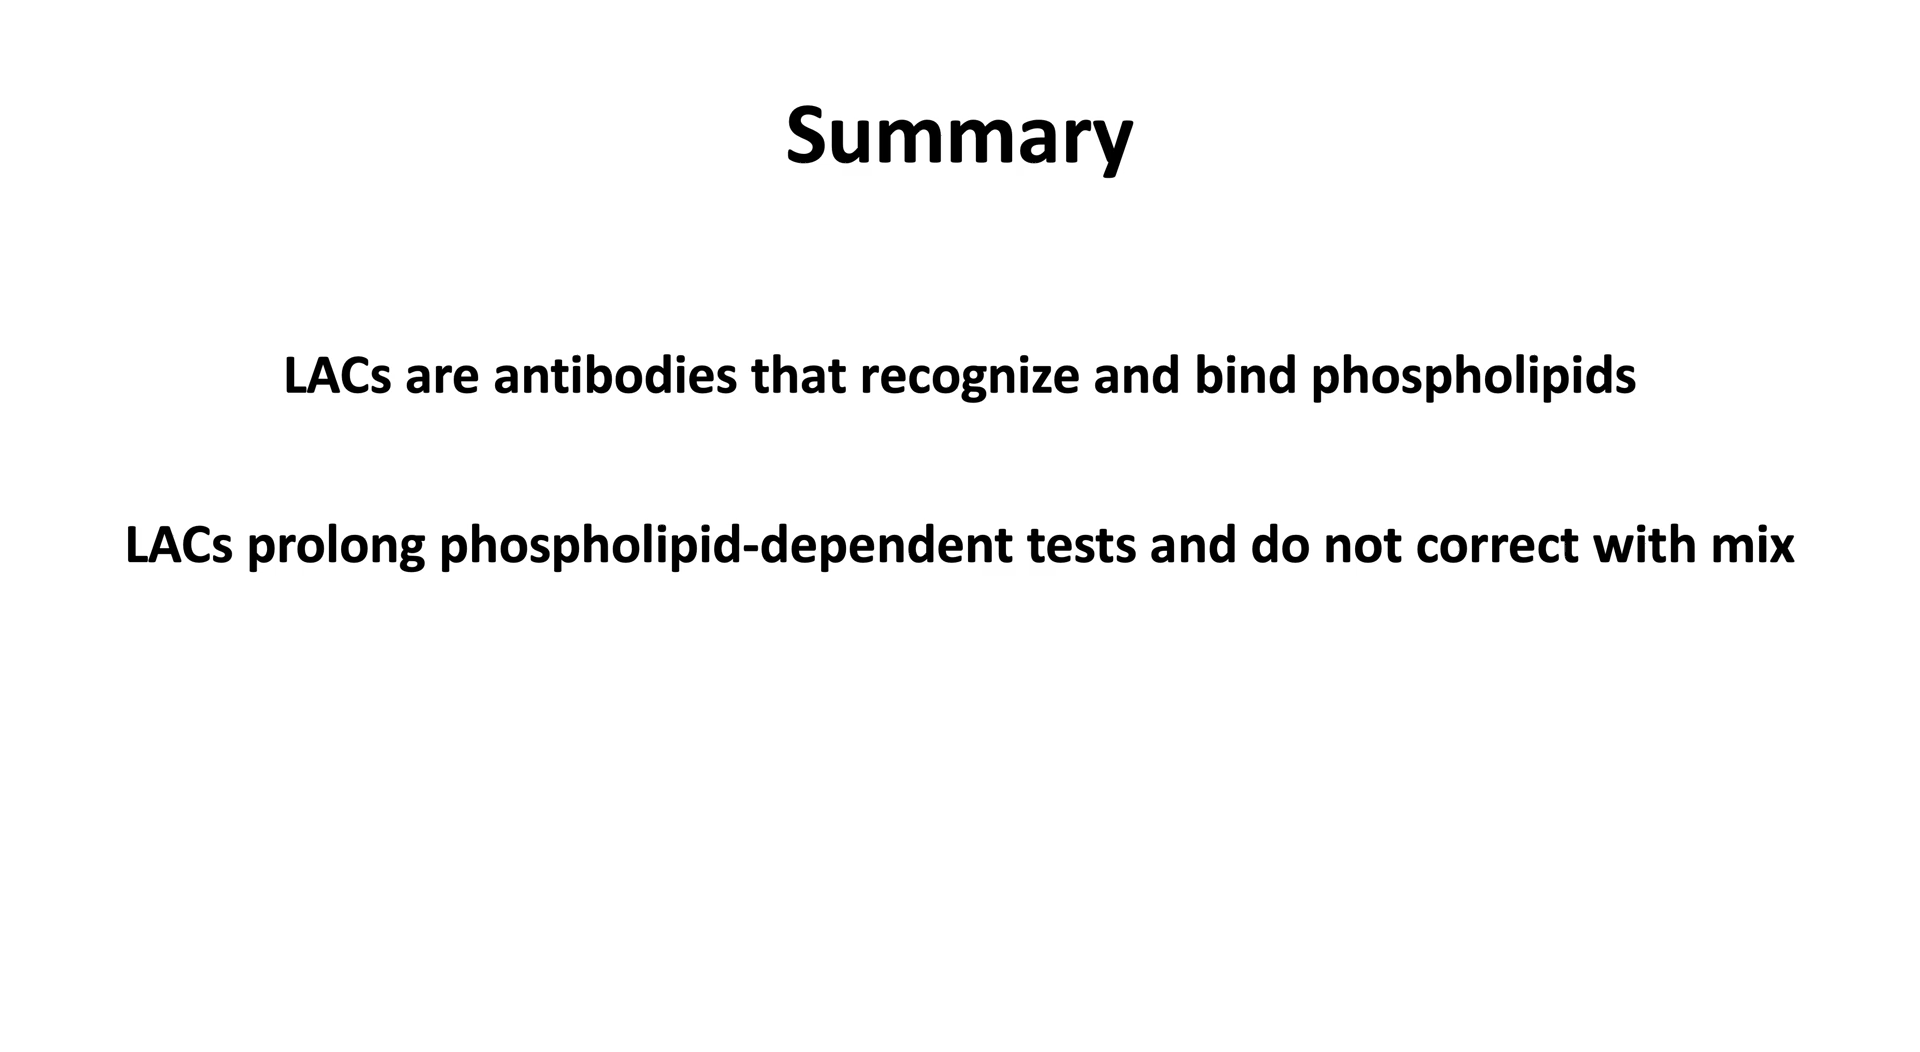 Summary
LACs are antibodies that recognize and bind phospholipids
LACs prolong phospholipid-dependent tests and do not correct with mix